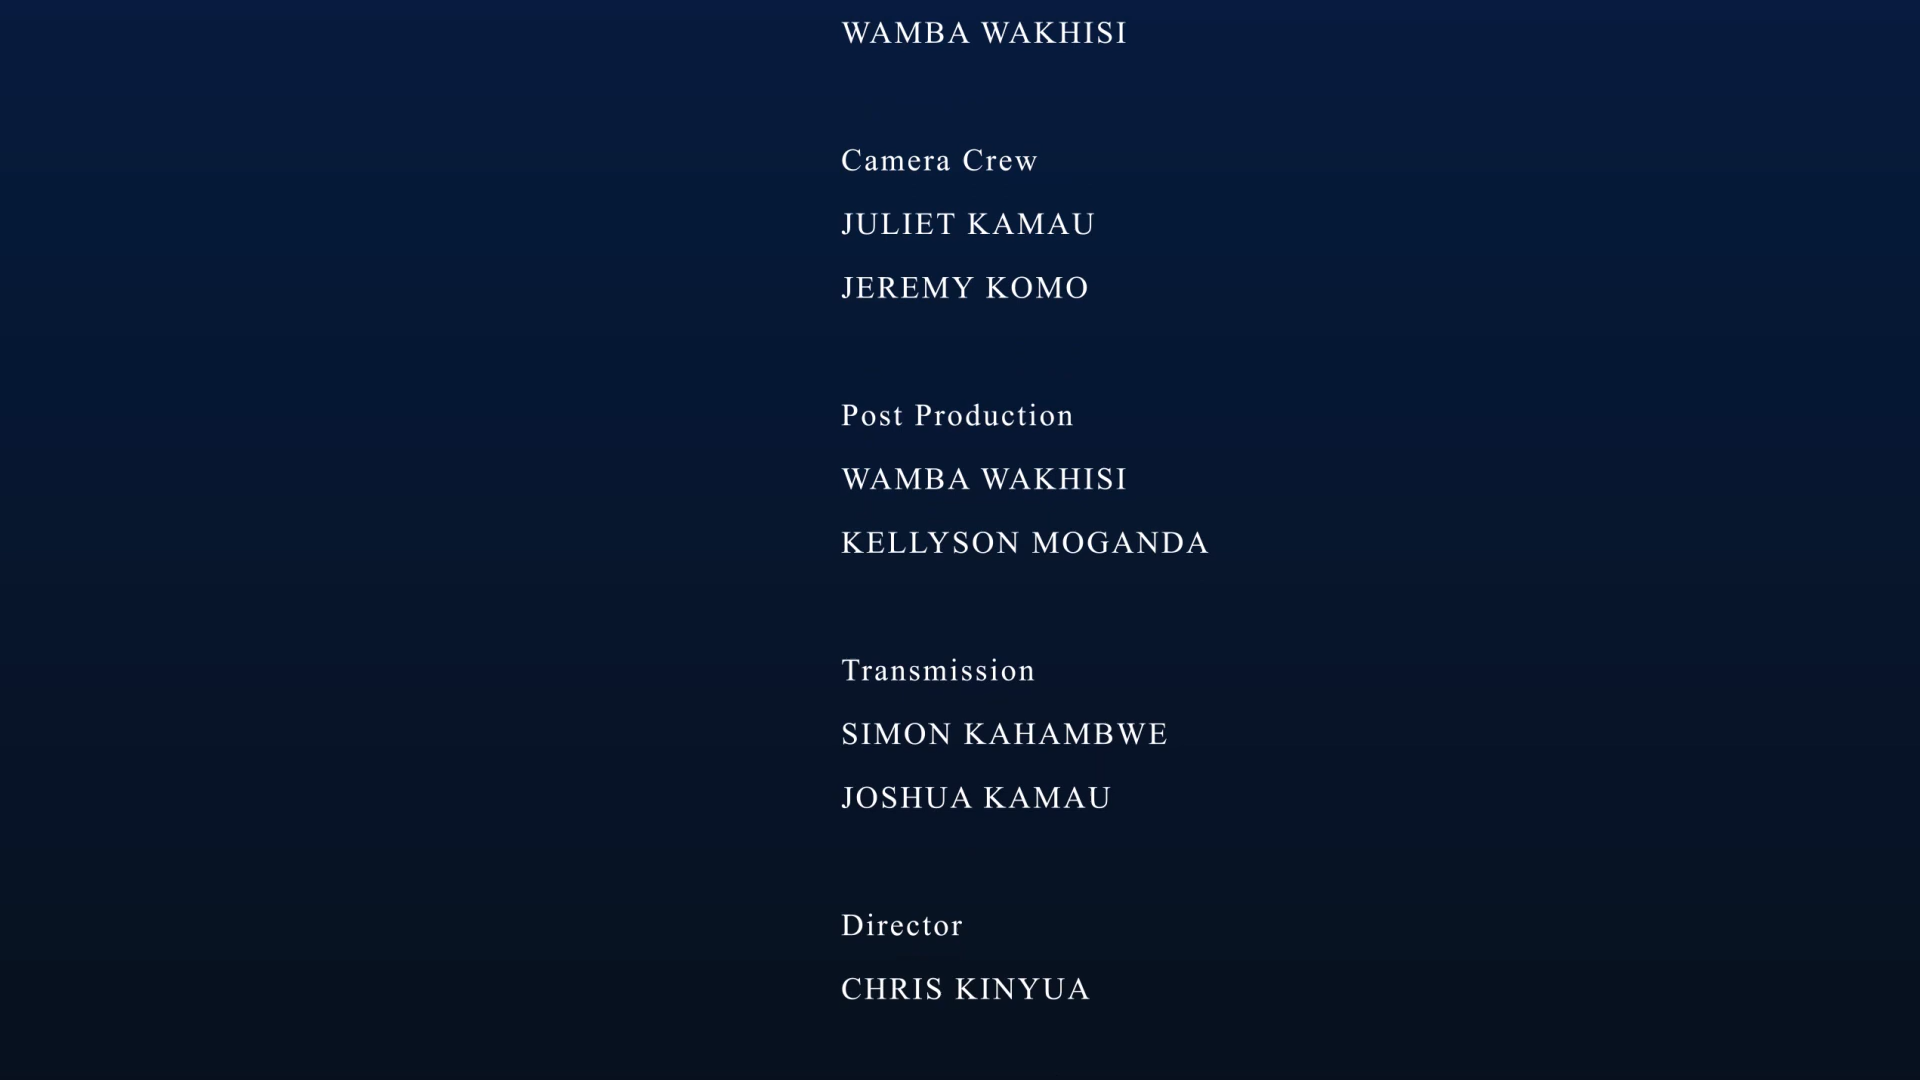 WAMBA WAKHISI
Camera Crew
JULIET KAMAU
JEREMY KOMO
Post Production
WAMBA WAKHISI
KELLYSON MOGANDA
Transmission
SIMON KAHAMBWE
JOSHUA KAMAU
Director
CHRIS KINYUA